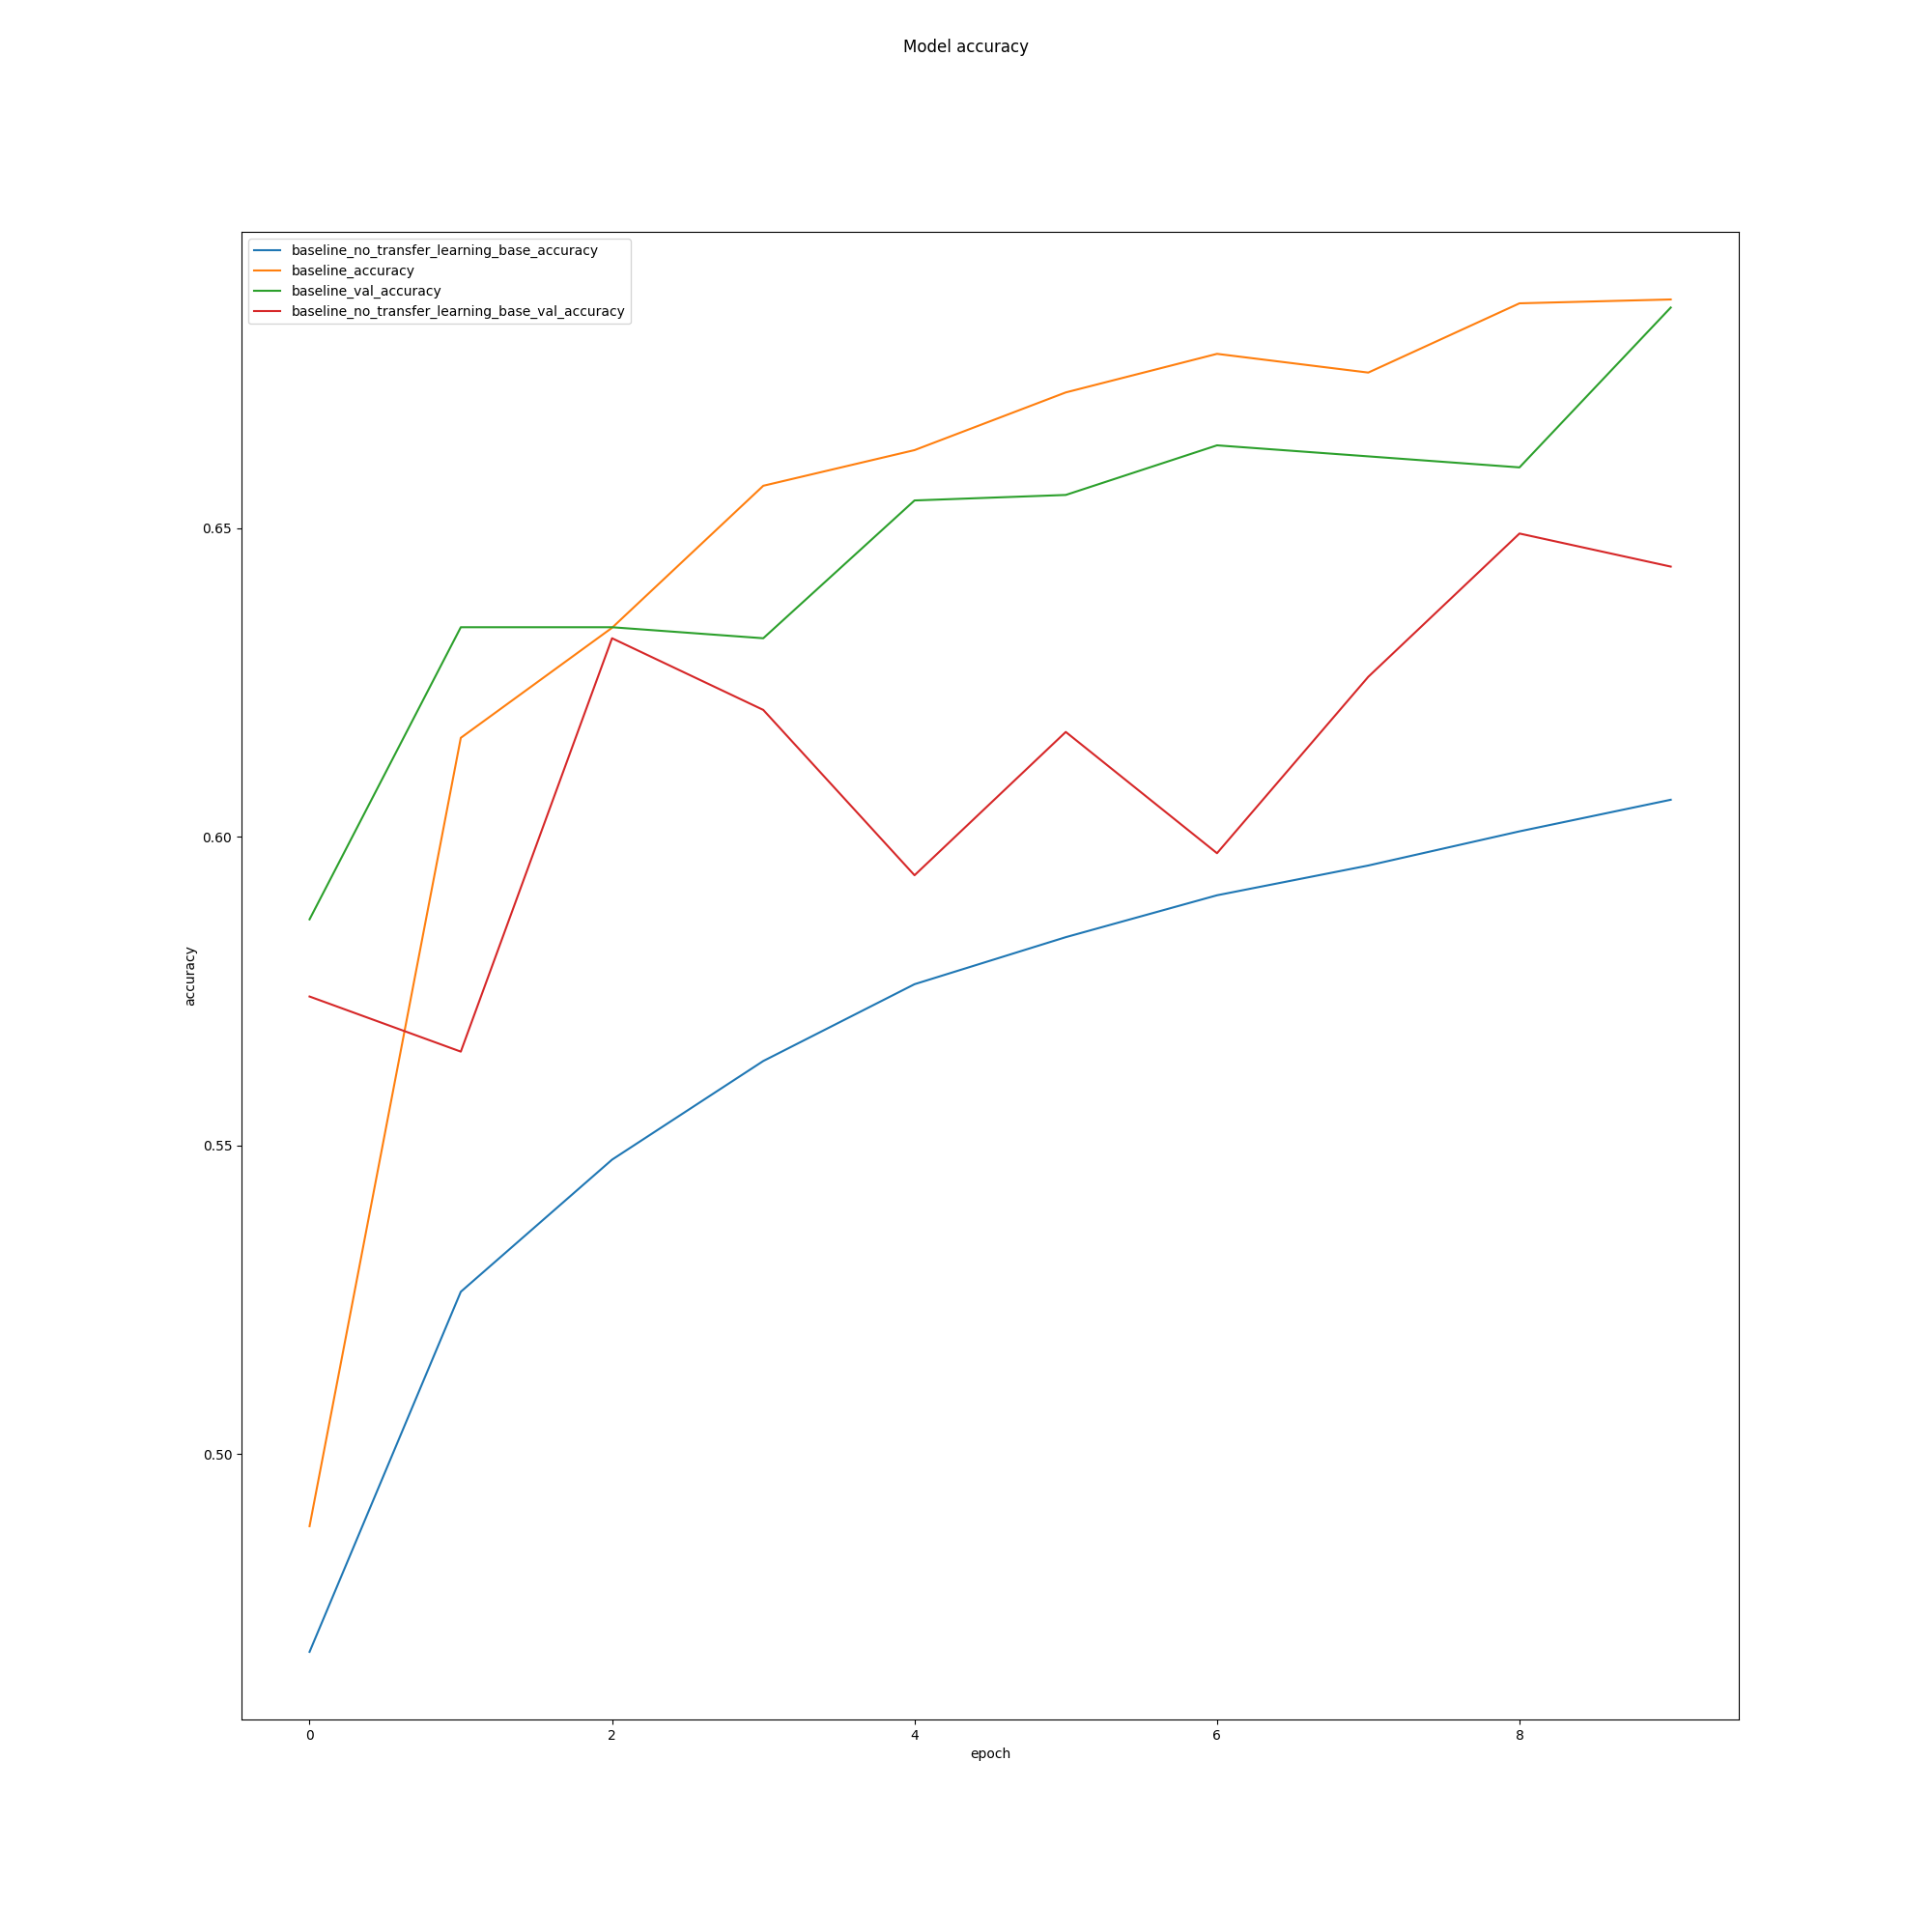 Model accuracy
baseline_no_transfer_learning_base_accuracy
baseline_accuracy
baseline_val_accuracy
baseline_no_transfer_learning_base_val_accuracy
0.65
0.60
0.55
0.50
accuracy
0 2 4 6 8
epoch